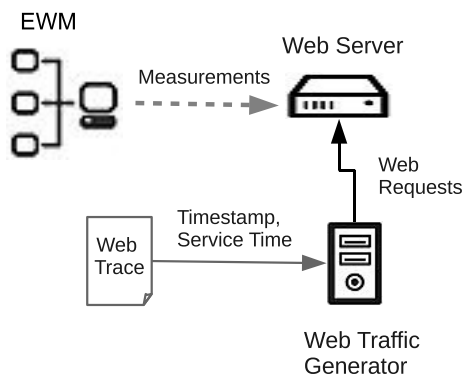 EWM
Web Server
Measurements
Web
Requests
Timestamp,
Service Time
Web
Trace
Web Traffic
Generator